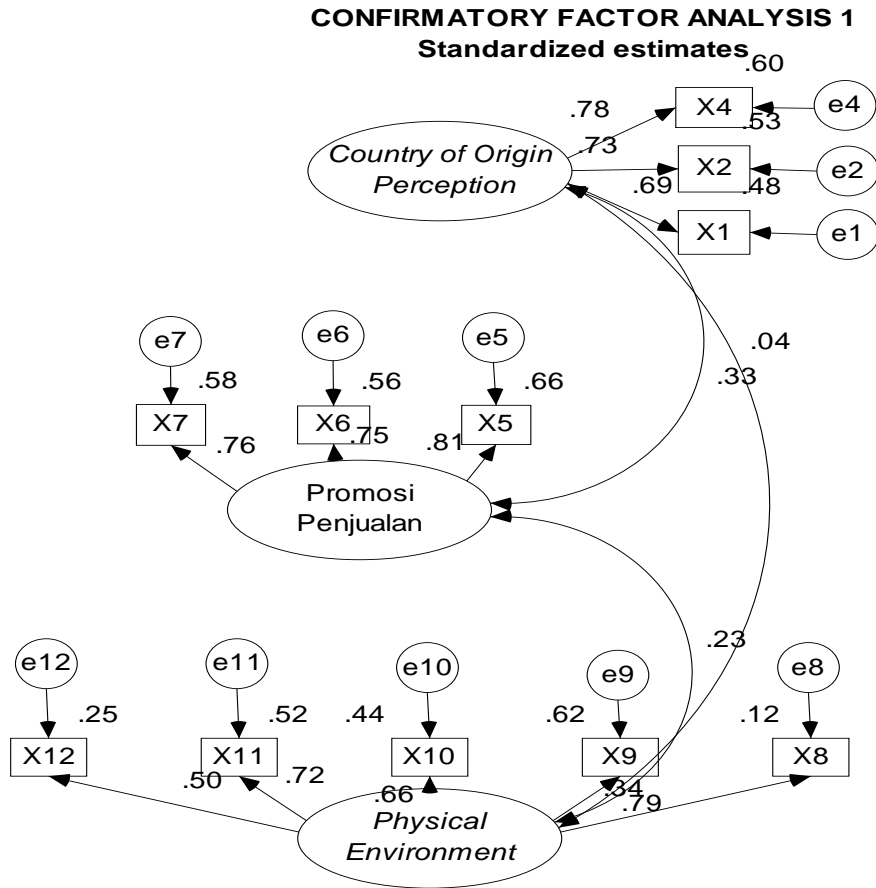 CONFIRMATORY FACTOR ANALYSIS 1
Standardized estimates
.60
.78
X4
e4
.53
.73
Country of Origin
Perception
X2
e2
.69
.48
X1
e1
e7
e6
e5
.04
.33
.58
.56
.66
X7
X6
X5
.76
.75
.81
Promosi
Penjualan
.23
e12
e11
e10
e9
e8
.25
.52
.44
.62
.12
X12
X11
X10
X9
X8
.50
.72
.66
.34
.79
Physical
Environment